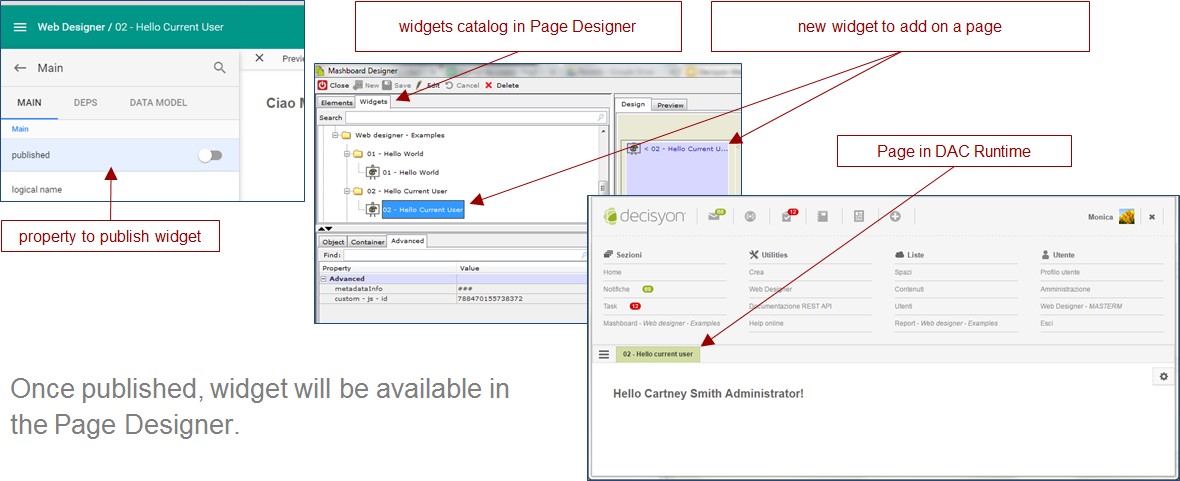 Web Designer / 02 - Hello Current User
Main
Previe
MAIN
DEPS
DATA MODEL
Ciao M
Main
published
logical name
property to publish widget
widgets catalog in Page Designer
new widget to add on a page
Mashboard Designer
Close
New
Save
Edit
Cancel
Delete
Elements
Widgets
Search
Web designer - Examples
01 - Hello World
01 - Hello World
02 - Hello Current User
02 - Hello Current User
Object
Container
Advanced
Find:
Property
Value
Advanced
metadataInfo
###
custom - js - id
788470155738372
Design
Preview
< 02 - Hello Current U...
Page in DAC Runtime
decisyon
12
Monica
Sezioni
Home
Notifiche
Task 12
Mashboard - Web designer - Examples
Utilities
Crea
Web Designer
Documentazione REST API
Help online
Liste
Spazi
Contenuti
Utenti
Report - Web designer - Examples
Utente
Profilo utente
Amministrazione
Web Designer - MASTERM
Esci
02 - Hello current user
Hello Cartney Smith Administrator!
Once published, widget will be available in
the Page Designer.